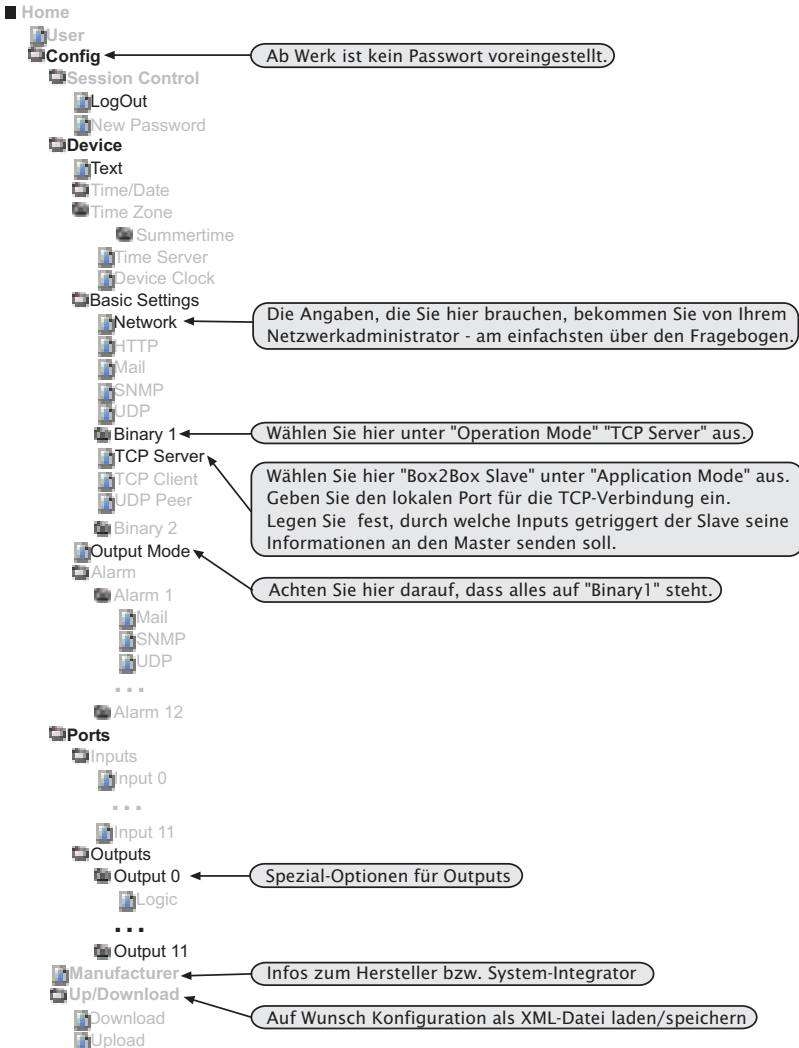 Home
User
Config
Ab Werk ist kein Passwort voreingestellt.
Session Control
LogOut
New Password
Device
Text
Time/Date
Time Zone
Summertime
Time Server
Device Clock
Basic Settings
Network
Die Angaben, die Sie hier brauchen, bekommen Sie von Ihrem
Netzwerkadministrator - am einfachsten über den Fragebogen.
HTTP
Mail
SNMP
UDP
Binary 1
Wählen Sie hier unter "Operation Mode" "TCP Server" aus.
TCP Server
Wählen Sie hier "Box2Box Slave" unter "Application Mode" aus.
Geben Sie den lokalen Port für die TCP-Verbindung ein.
Legen Sie fest, durch welche Inputs getriggert der Slave seine
Informationen an den Master senden soll.
TCP Client
UDP Peer
Binary 2
Output Mode
Achten Sie hier darauf, dass alles auf "Binary1" steht.
Alarm
Alarm 1
Mail
SNMP
UDP
...
Alarm 12
Ports
Inputs
Input 0
...
Input 11
Outputs
Output 0
Spezial-Optionen für Outputs
Logic
...
Output 11
Manufacturer
Infos zum Hersteller bzw. System-Integrator
Up/Download
Auf Wunsch Konfiguration als XML-Datei laden/speichern
Download
Upload